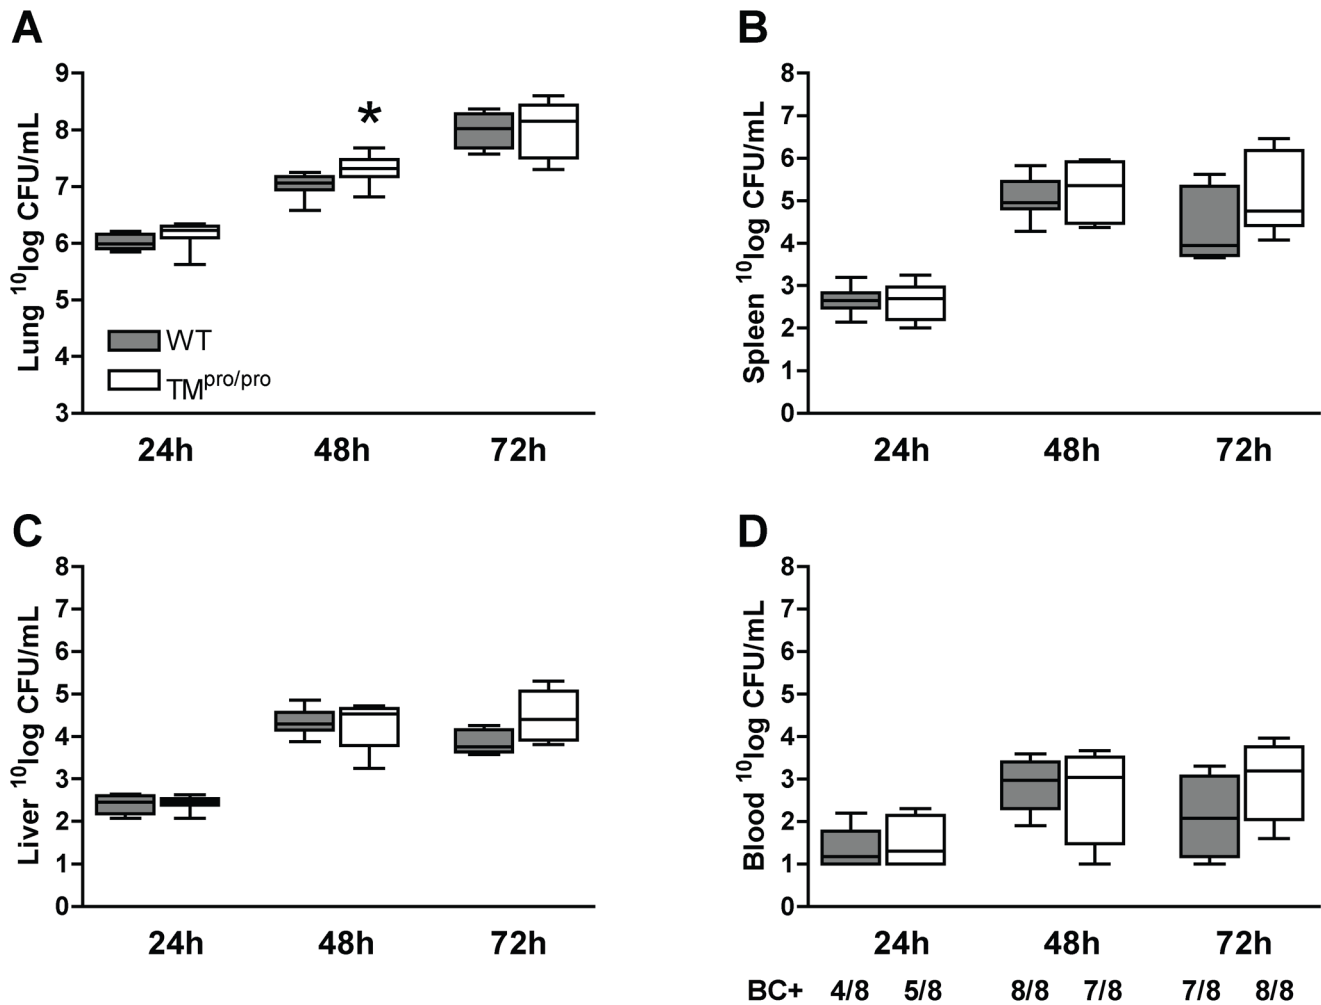 A
Lung ¹⁰log CFU/mL
9
8
7
6
5
4
3
*
WT
TMᵖʳᵒ/ᵖʳᵒ
24h 48h 72h
B
Spleen ¹⁰log CFU/mL
8
7
6
5
4
3
2
1
0
24h 48h 72h
C
Liver ¹⁰log CFU/mL
8
7
6
5
4
3
2
1
0
24h 48h 72h
D
Blood ¹⁰log CFU/mL
8
7
6
5
4
3
2
1
0
24h 48h 72h
BC+ 4/8 5/8 8/8 7/8 7/8 8/8